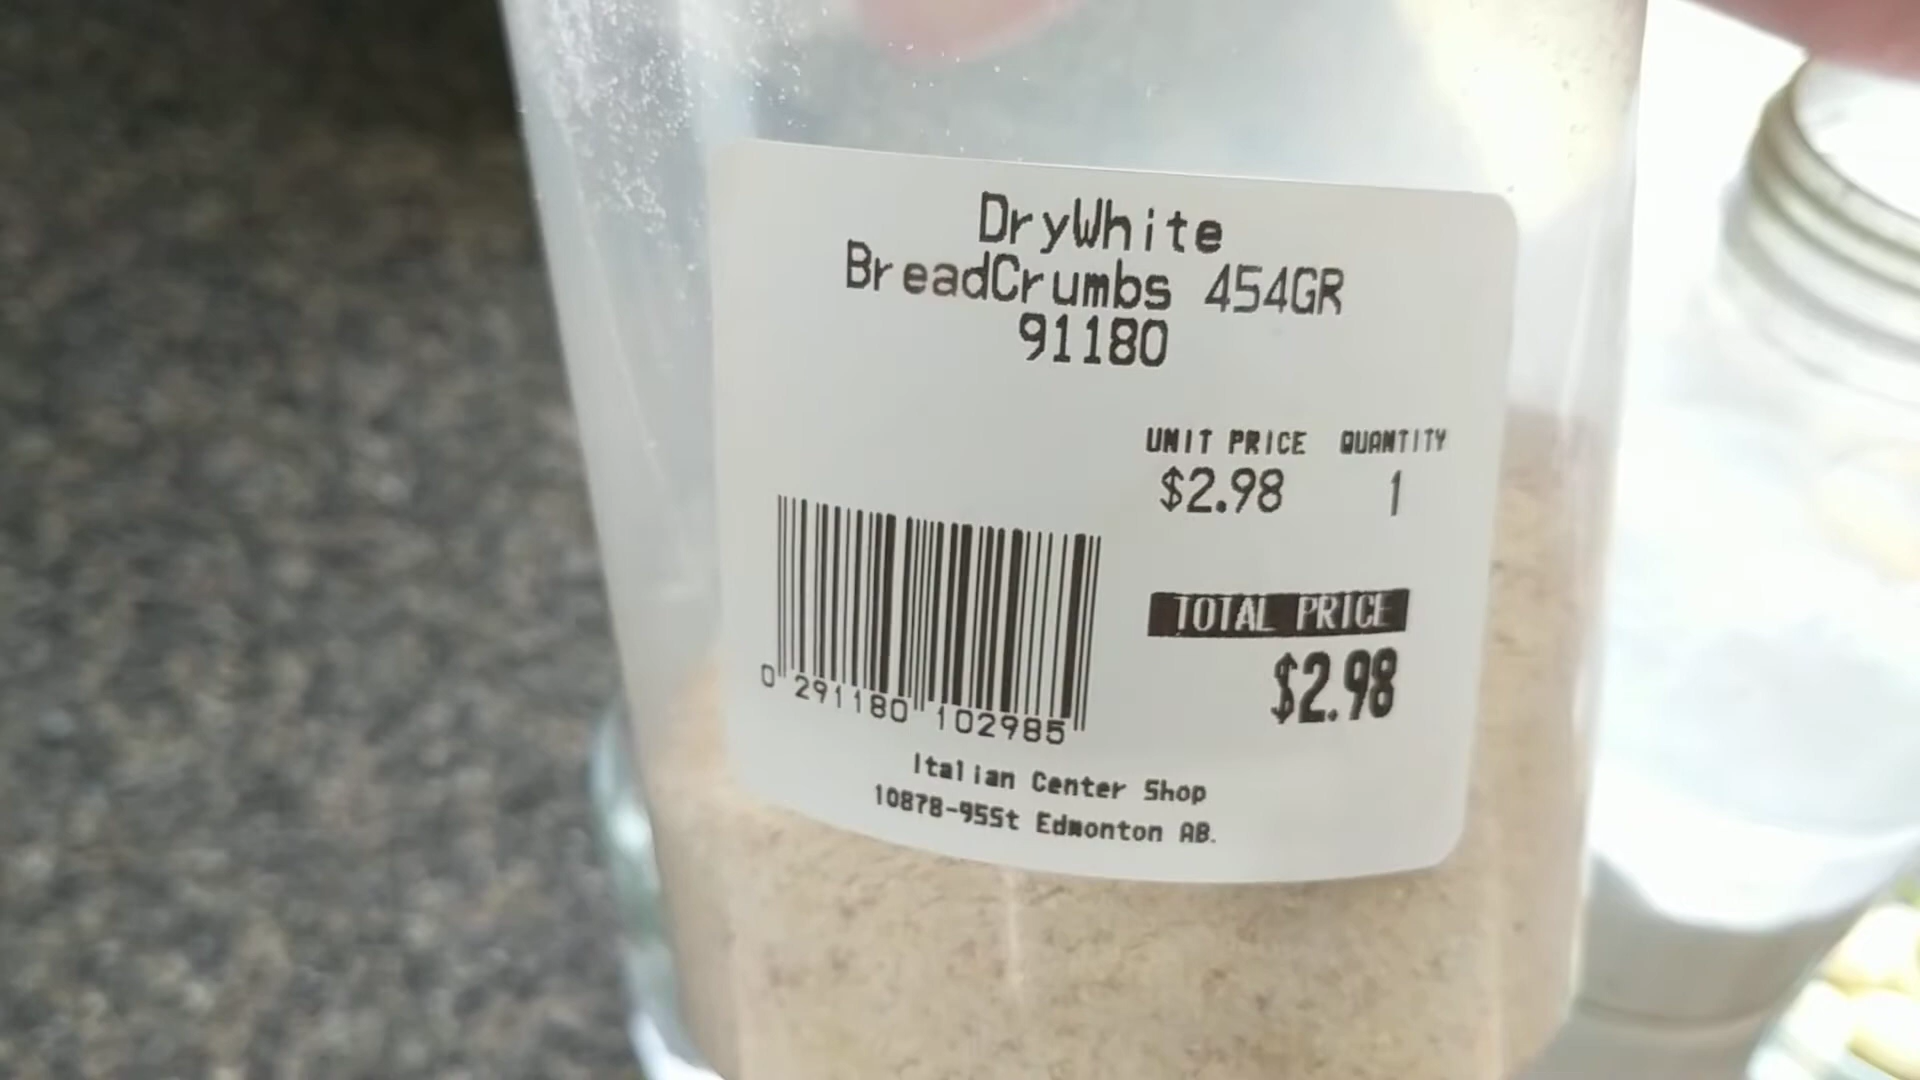 DryWhite
BreadCrumbs 454GR
91180
UNIT PRICE QUANTITY
$2.98 1
TOTAL PRICE
$2.98
0 291180 102985
Italian Center Shop
10878-95St Edmonton AB.